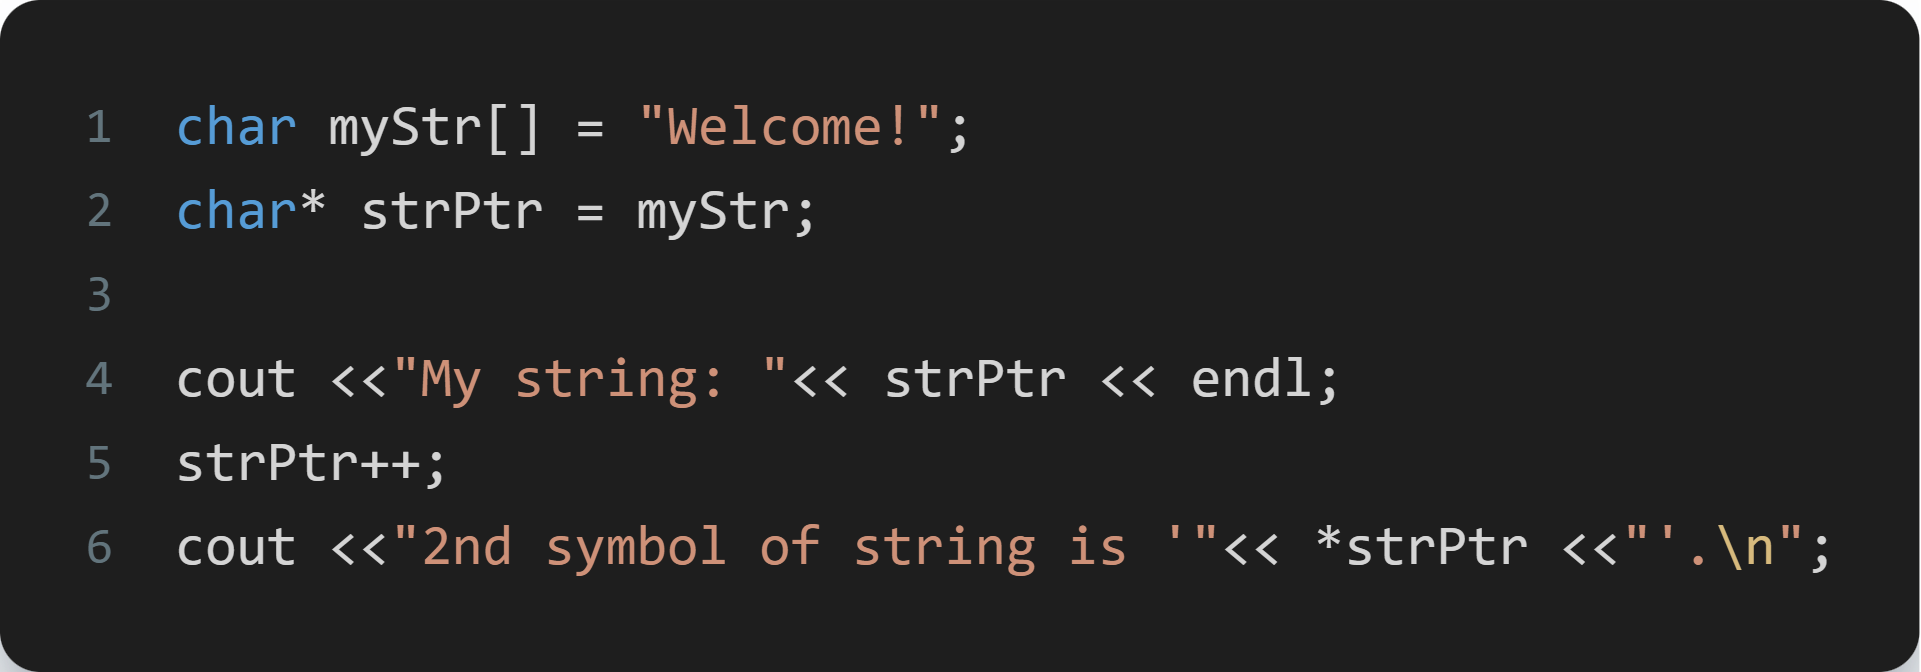 1 char myStr[] = "Welcome!";
2 char* strPtr = myStr;
3
4 cout <<"My string: "<< strPtr << endl;
5 strPtr++;
6 cout <<"2nd symbol of string is '"<< *strPtr <<"'.\n";